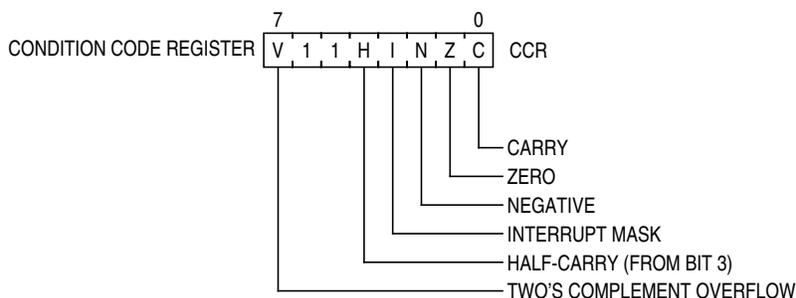 7 0
CONDITION CODE REGISTER V 1 1 H I N Z C CCR
CARRY
ZERO
NEGATIVE
INTERRUPT MASK
HALF-CARRY (FROM BIT 3)
TWO'S COMPLEMENT OVERFLOW